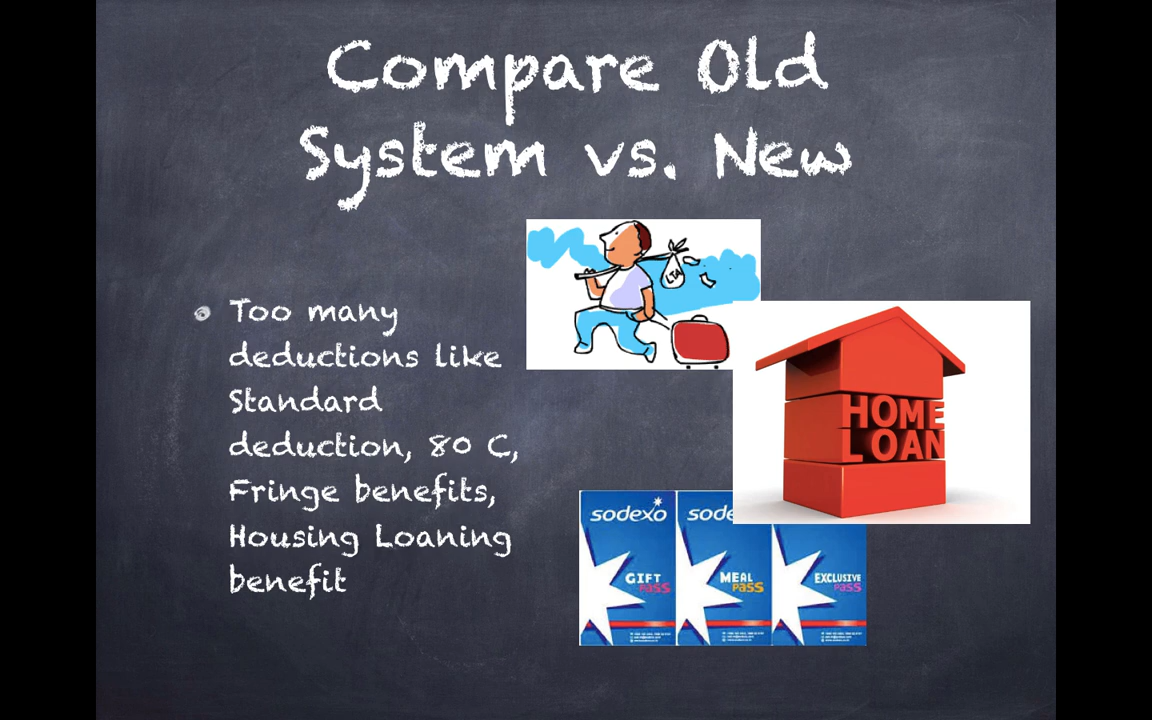 Compare Old
System vs. New
Too many
deductions like
Standard
deduction, 80 C,
Fringe benefits,
Housing Loaning
benefit
LTA
HOME
LOAN
sodexo
GIFT
Pass
sode
MEAL
Pass
EXCLUSIVE
Pass